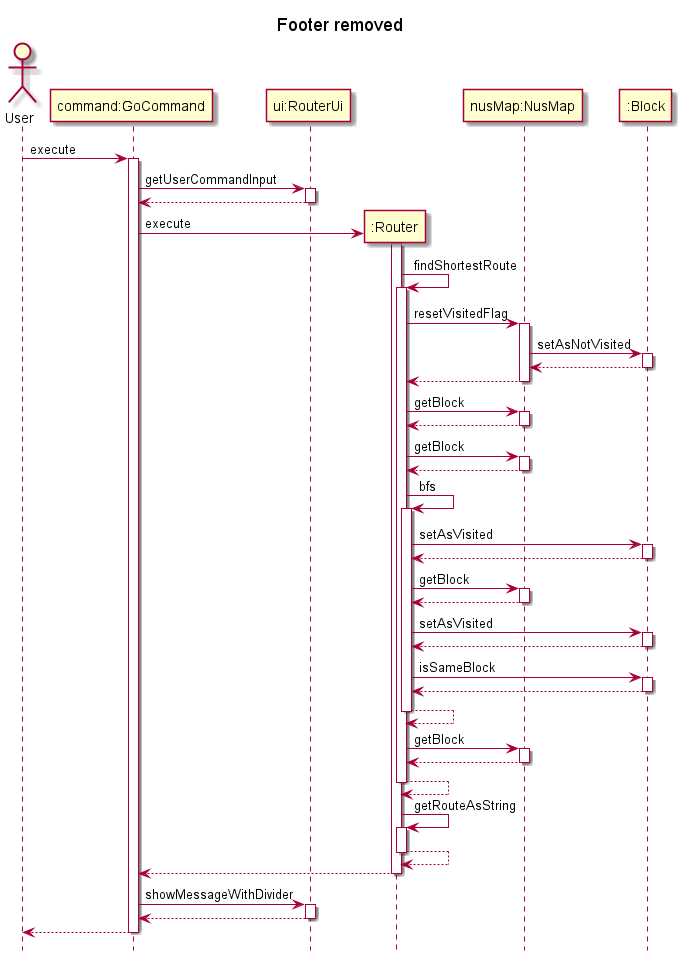 Footer removed
User
command:GoCommand
ui:RouterUi
nusMap:NusMap
:Block
execute
getUserCommandInput
execute
:Router
findShortestRoute
resetVisitedFlag
setAsNotVisited
getBlock
getBlock
bfs
setAsVisited
getBlock
setAsVisited
isSameBlock
getBlock
getRouteAsString
showMessageWithDivider